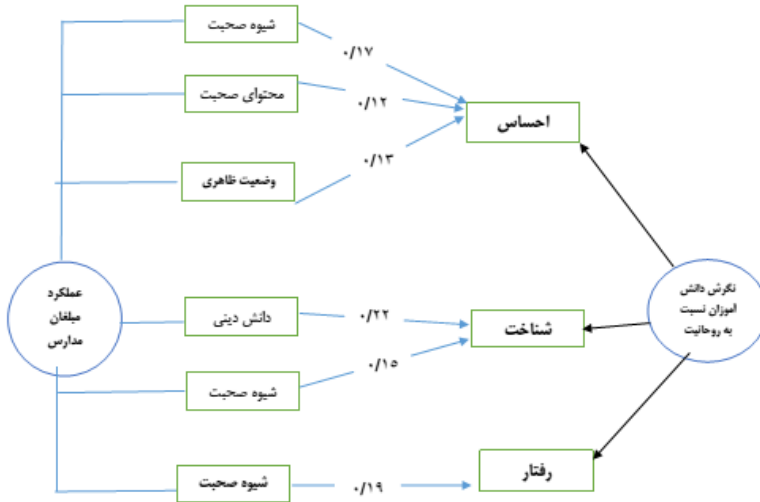 شیوه صحبت
۰/۱۷
محتوای صحبت
۰/۱۲
احساس
وضعیت ظاهری
۰/۱۳
عملکرد
مبلغان
مدارس
نگرش دانش
آموزان نسبت
به روحانیت
دانش دینی
۰/۲۲
شناخت
شیوه صحبت
۰/۱۵
شیوه صحبت
۰/۱۹
رفتار